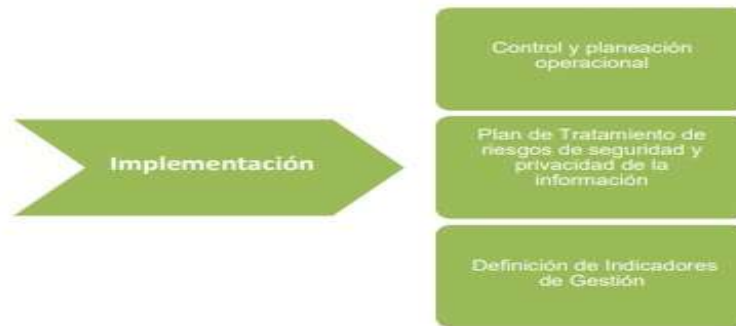 Control y planeación
operacional
Implementación
Plan de Tratamiento de
riesgos de seguridad y
privacidad de la
información
Definición de Indicadores
de Gestión